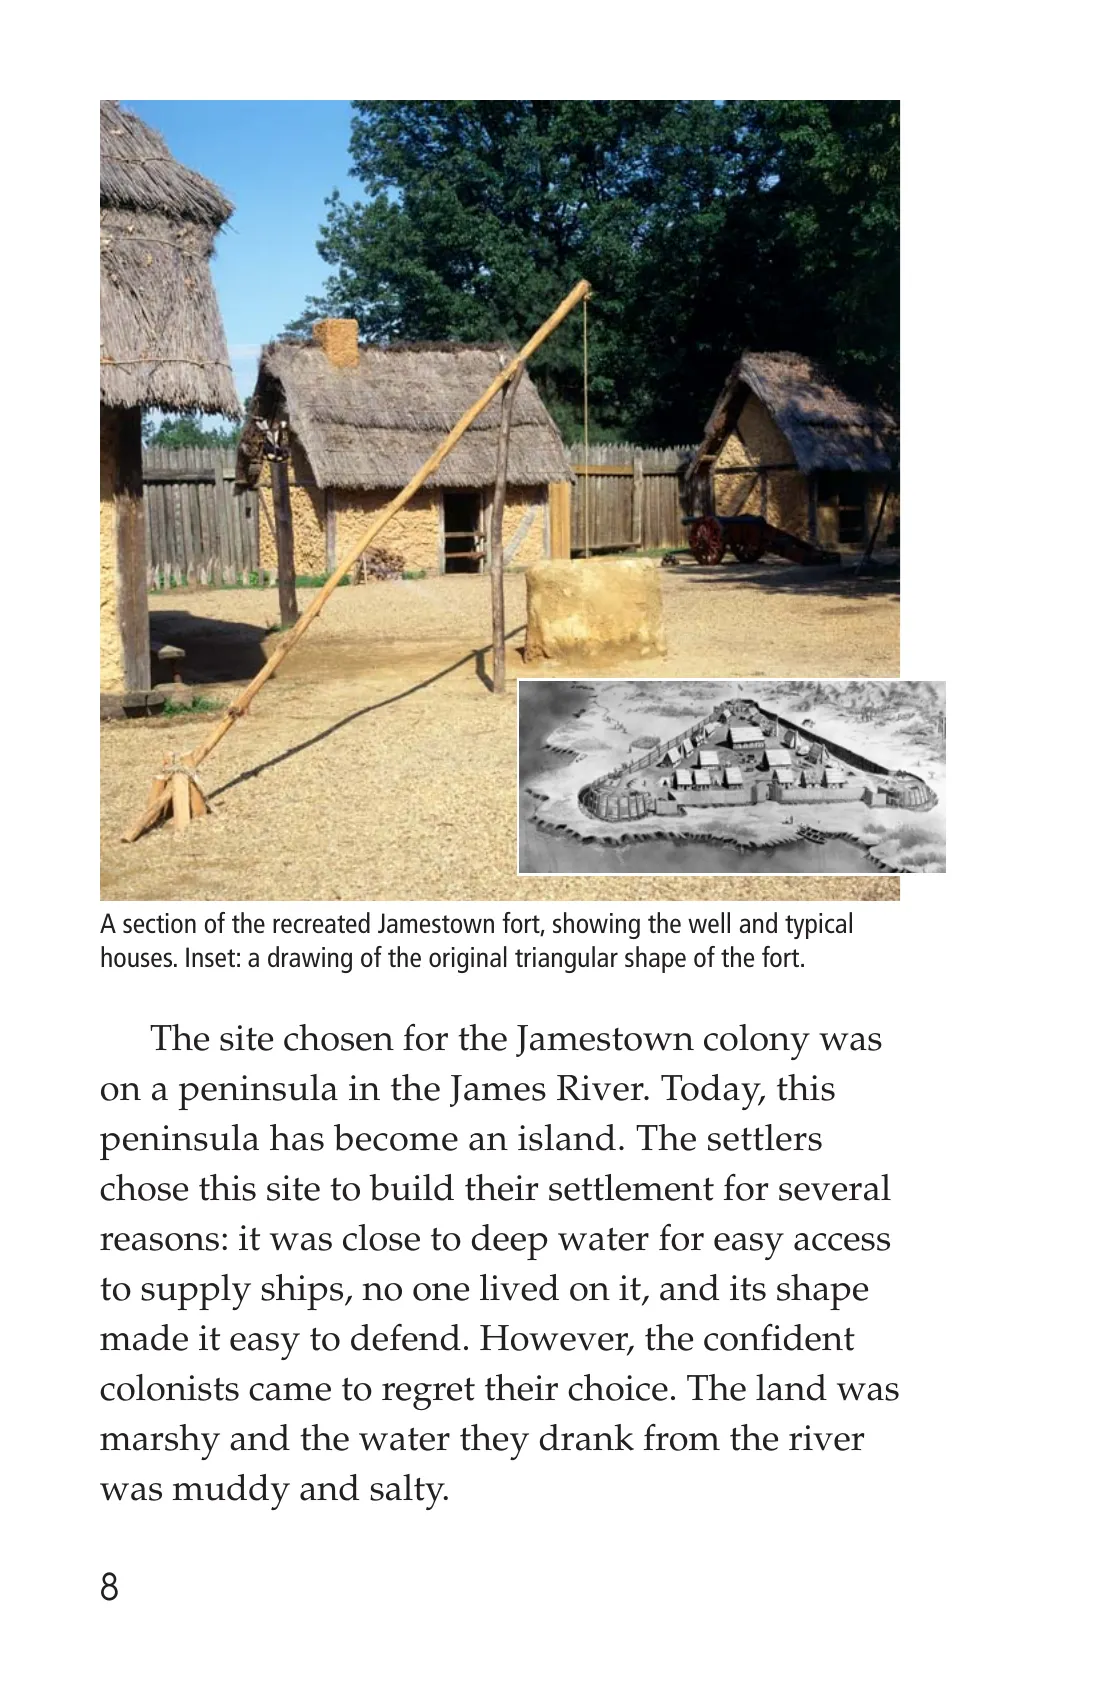 A section of the recreated Jamestown fort, showing the well and typical
houses. Inset: a drawing of the original triangular shape of the fort.
The site chosen for the Jamestown colony was
on a peninsula in the James River. Today, this
peninsula has become an island. The settlers
chose this site to build their settlement for several
reasons: it was close to deep water for easy access
to supply ships, no one lived on it, and its shape
made it easy to defend. However, the confident
colonists came to regret their choice. The land was
marshy and the water they drank from the river
was muddy and salty.
8